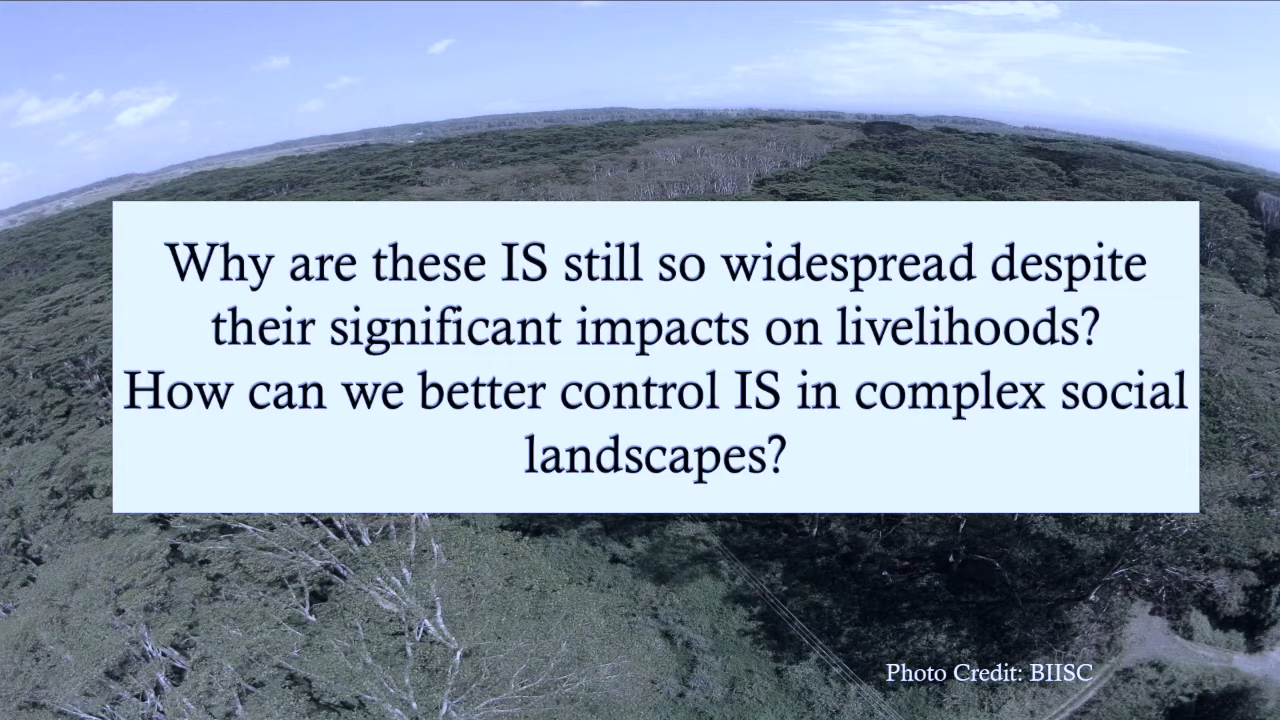 Why are these IS still so widespread despite
their significant impacts on livelihoods?
How can we better control IS in complex social
landscapes?
Photo Credit: BIISC